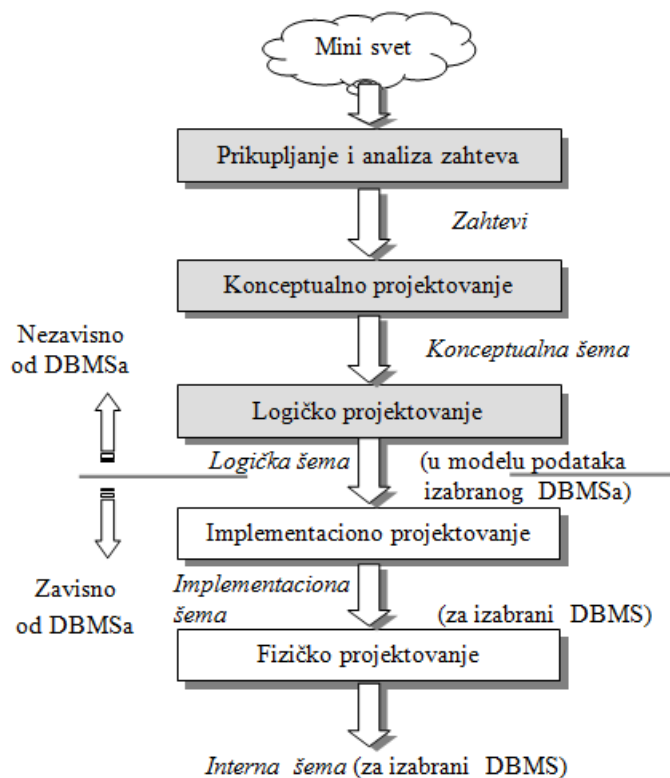 Mini svet
Prikupljanje i analiza zahteva
Zahtevi
Konceptualno projektovanje
Nezavisno
od DBMSa
Konceptualna šema
Logičko projektovanje
Logička šema (u modelu podataka
izabranog DBMSa)
Implementaciono projektovanje
Zavisno
od DBMSa
Implementaciona
šema (za izabrani DBMS)
Fizičko projektovanje
Interna šema (za izabrani DBMS)